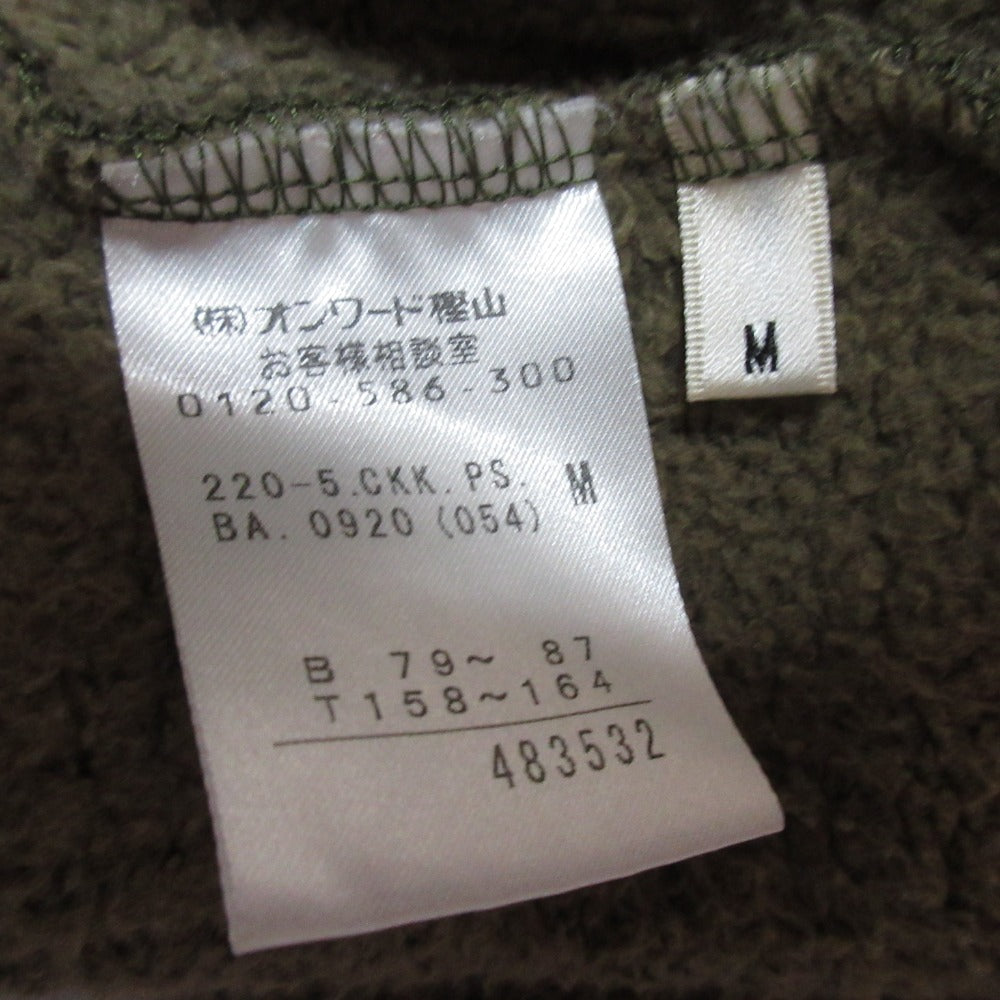 (株)オンワード樫山
お客様相談室
0120-586-300
220-5.CKK.PS. M
BA.0920(054)
B 79～ 87
T 158～164
483532
M